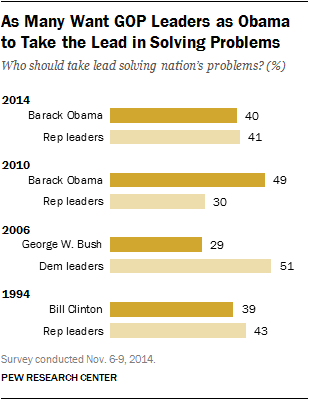 As Many Want GOP Leaders as Obama
to Take the Lead in Solving Problems
Who should take lead solving nation's problems? (%)
2014
Barack Obama 40
Rep leaders 41
2010
Barack Obama 49
Rep leaders 30
2006
George W. Bush 29
Dem leaders 51
1994
Bill Clinton 39
Rep leaders 43
Survey conducted Nov. 6-9, 2014.
PEW RESEARCH CENTER